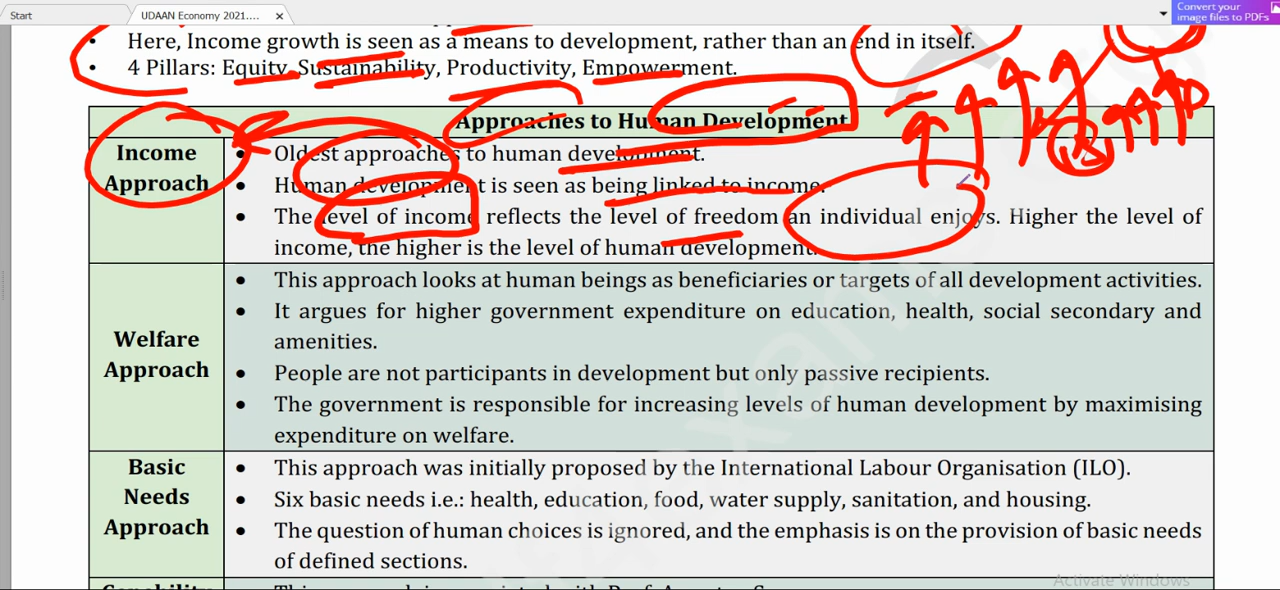 Start
UDAAN Economy 2021....
Convert your
image files to PDFs
• Here, Income growth is seen as a means to development, rather than an end in itself.
• 4 Pillars: Equity, Sustainability, Productivity, Empowerment.
Approaches to Human Development
Income
Approach
• Oldest approaches to human development.
• Human development is seen as being linked to income.
• The level of income reflects the level of freedom an individual enjoys. Higher the level of
income, the higher is the level of human development.
Welfare
Approach
• This approach looks at human beings as beneficiaries or targets of all development activities.
• It argues for higher government expenditure on education, health, social secondary and
amenities.
• People are not participants in development but only passive recipients.
• The government is responsible for increasing levels of human development by maximising
expenditure on welfare.
Basic
Needs
Approach
• This approach was initially proposed by the International Labour Organisation (ILO).
• Six basic needs i.e.: health, education, food, water supply, sanitation, and housing.
• The question of human choices is ignored, and the emphasis is on the provision of basic needs
of defined sections.
Activate Windows